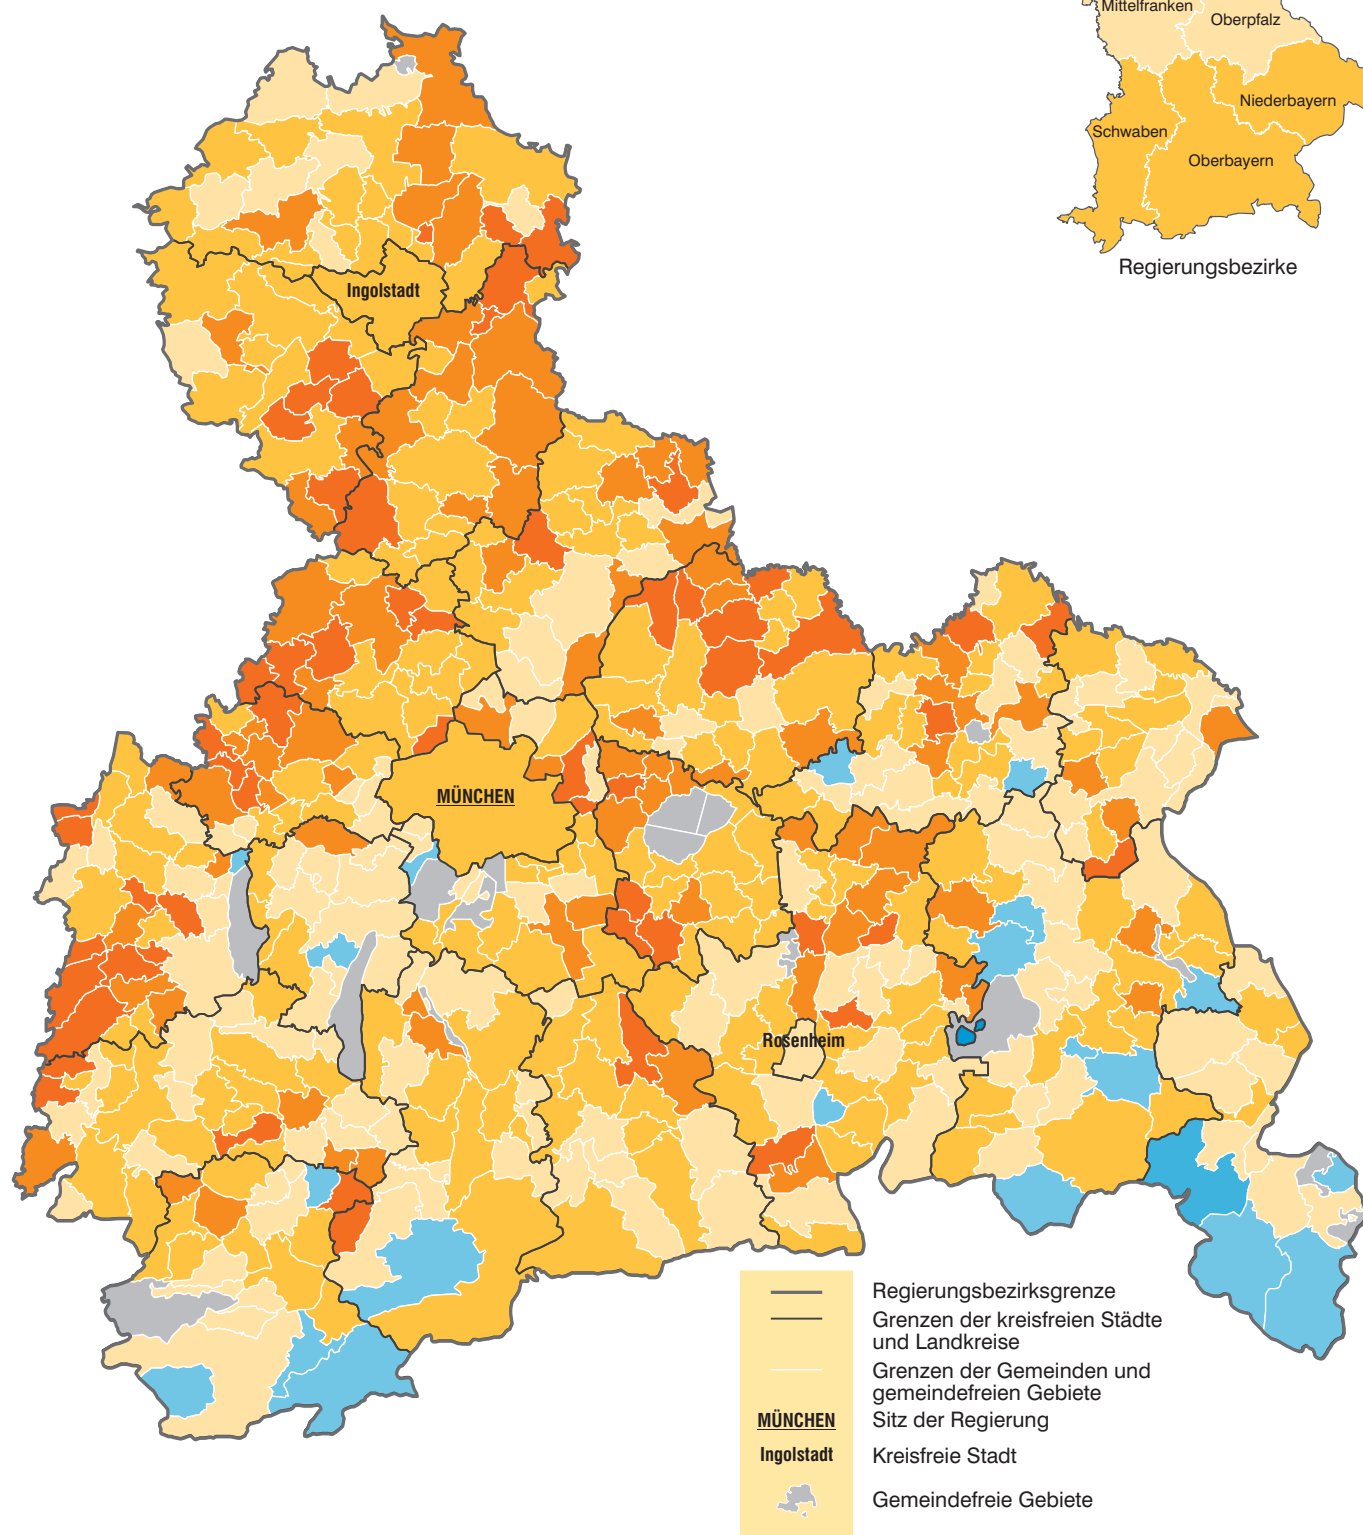 Mittelfranken
Oberpfalz
Niederbayern
Schwaben
Oberbayern
Regierungsbezirke
Ingolstadt
MÜNCHEN
Rosenheim
Regierungsbezirksgrenze
Grenzen der kreisfreien Städte
und Landkreise
Grenzen der Gemeinden und
gemeindefreien Gebiete
MÜNCHEN Sitz der Regierung
Ingolstadt Kreisfreie Stadt
Gemeindefreie Gebiete